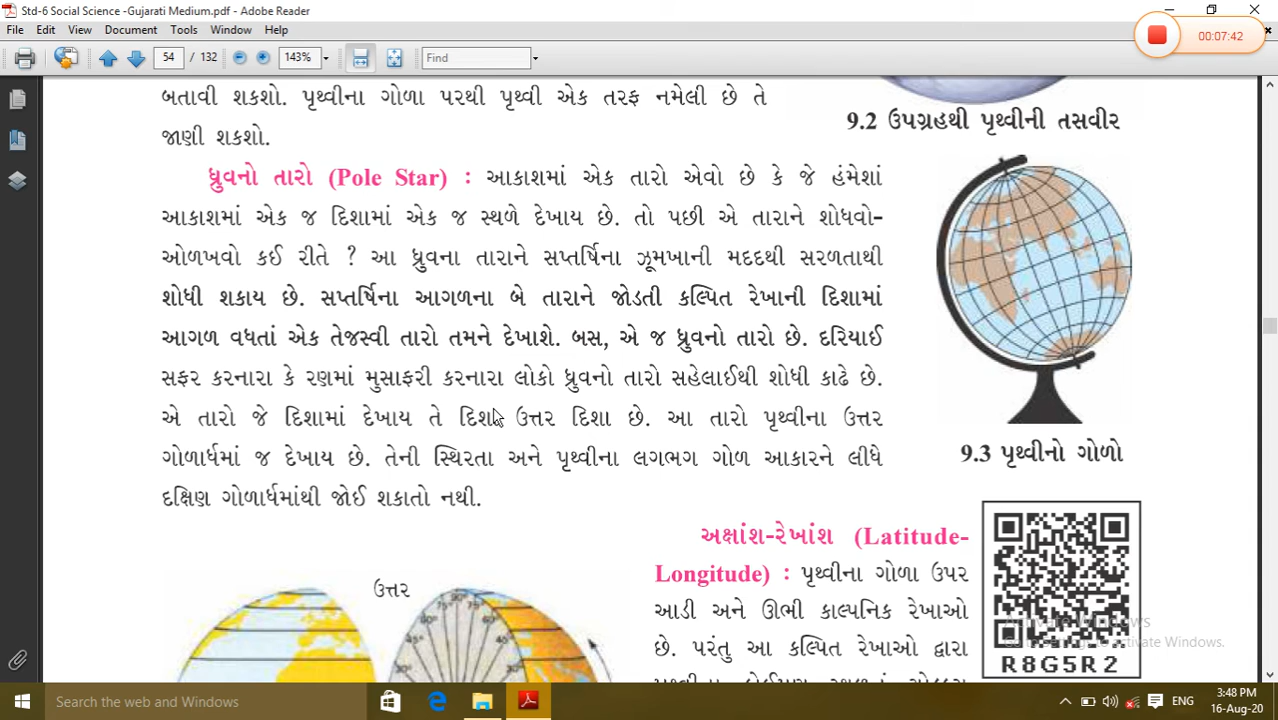 Std-6 Social Science -Gujarati Medium.pdf - Adobe Reader
File Edit View Document Tools Window Help
00:07:42
54 / 132 143% Find
બતાવી શકશો. પૃથ્વીના ગોળા પરથી પૃથ્વી એક તરફ નમેલી છે તે
જાણી શકશો.
9.2 ઉપગ્રહથી પૃથ્વીની તસવીર
ધ્રુવનો તારો (Pole Star) : આકાશમાં એક તારો એવો છે કે જે હંમેશાં
આકાશમાં એક જ દિશામાં એક જ સ્થળે દેખાય છે. તો પછી એ તારાને શોધવો-
ઓળખવો કઈ રીતે ? આ ધ્રુવના તારાને સપ્તર્ષિના ઝૂમખાની મદદથી સરળતાથી
શોધી શકાય છે. સપ્તર્ષિના આગળના બે તારાને જોડતી કલ્પિત રેખાની દિશામાં
આગળ વધતાં એક તેજસ્વી તારો તમને દેખાશે. બસ, એ જ ધ્રુવનો તારો છે. દરિયાઈ
સફર કરનારા કે રણમાં મુસાફરી કરનારા લોકો ધ્રુવનો તારો સહેલાઈથી શોધી કાઢે છે.
એ તારો જે દિશામાં દેખાય તે દિશા ઉત્તર દિશા છે. આ તારો પૃથ્વીના ઉત્તર
ગોળાર્ધમાં જ દેખાય છે. તેની સ્થિરતા અને પૃથ્વીના લગભગ ગોળ આકારને લીધે
દક્ષિણ ગોળાર્ધમાંથી જોઈ શકાતો નથી.
9.3 પૃથ્વીનો ગોળો
અક્ષાંશ-રેખાંશ (Latitude-
Longitude) : પૃથ્વીના ગોળા ઉપર
આડી અને ઊભી કાલ્પનિક રેખાઓ
છે. પરંતુ આ કલ્પિત રેખાઓ દ્વારા
ઉત્તર
R8G5R2
Activate Windows
Search the web and Windows
ENG
3:48 PM
16-Aug-20